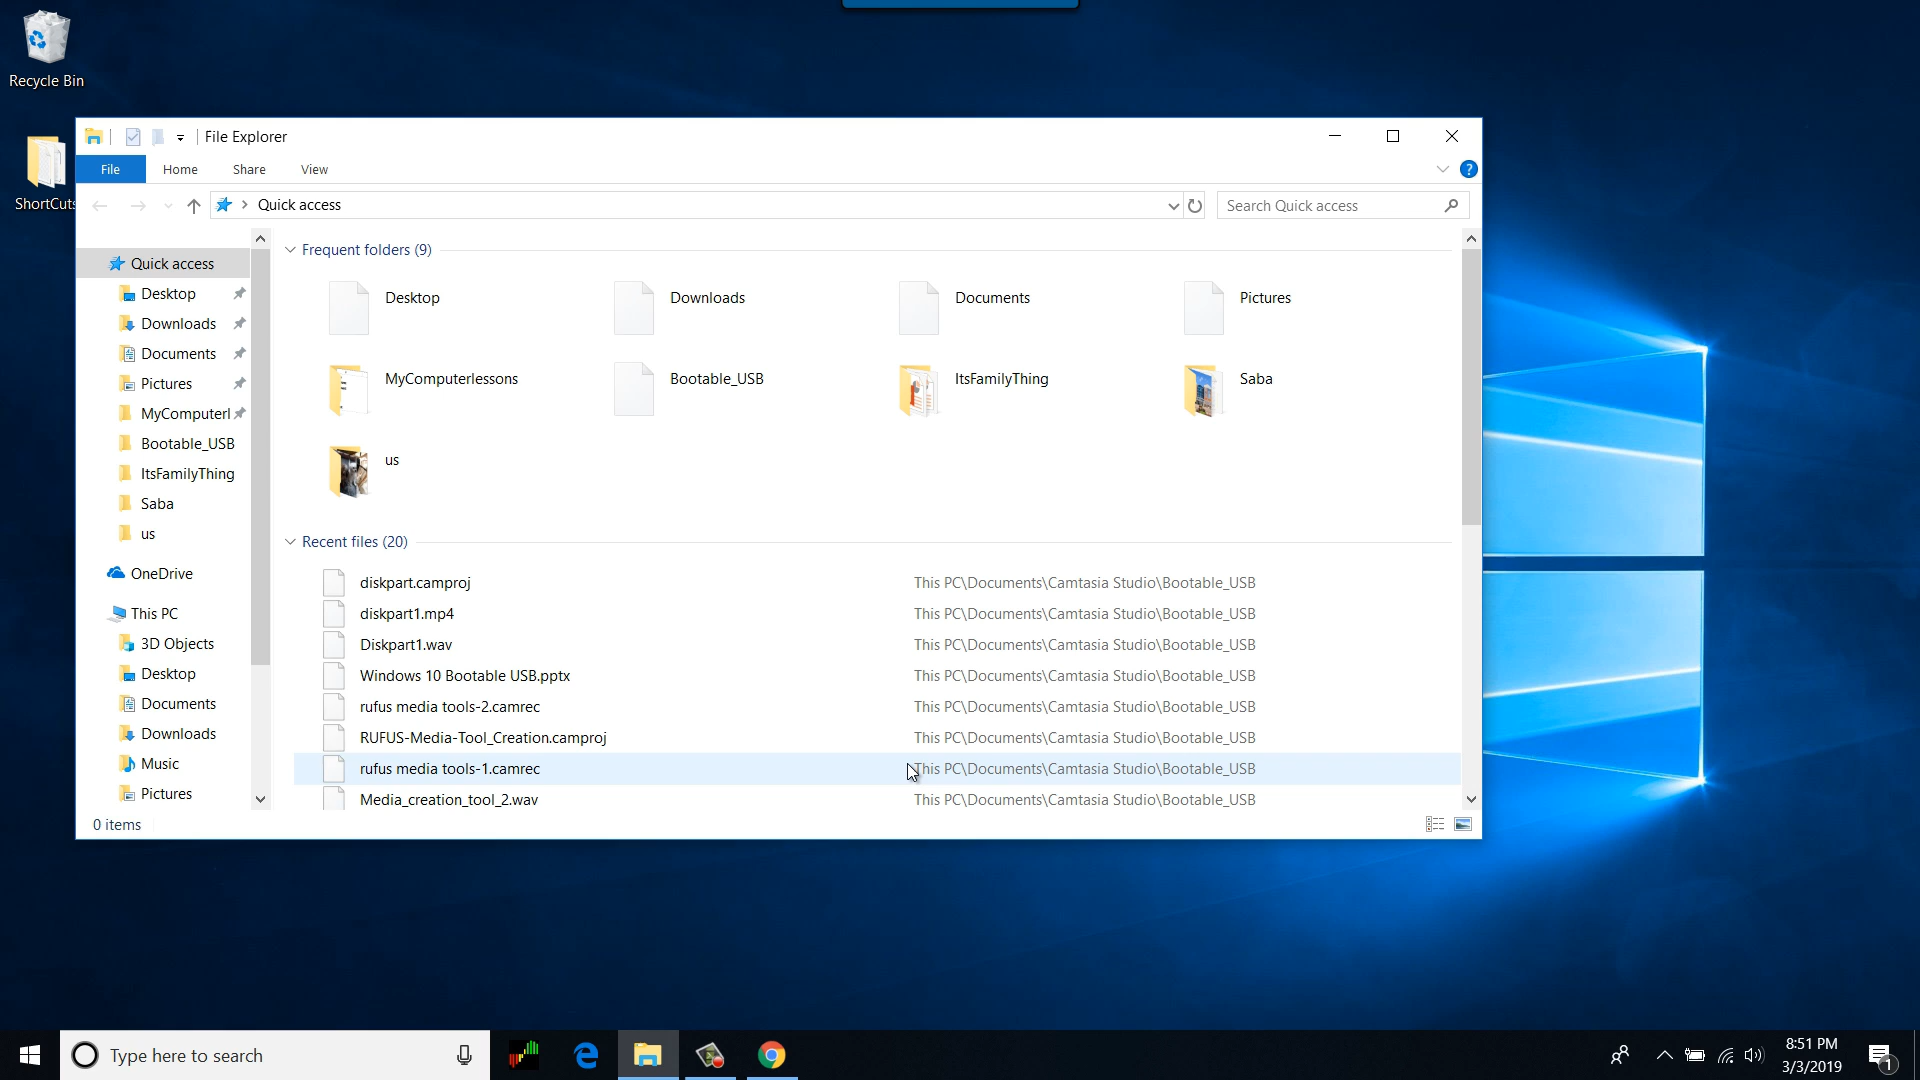 Recycle Bin
ShortCuts
File Explorer
File Home Share View
?
Quick access
Search Quick access
Quick access
Desktop
Downloads
Documents
Pictures
MyComputerl
Bootable_USB
ItsFamilyThing
Saba
us
OneDrive
This PC
3D Objects
Desktop
Documents
Downloads
Music
Pictures
Frequent folders (9)
Desktop Downloads Documents Pictures
MyComputerlessons Bootable_USB ItsFamilyThing Saba
us
Recent files (20)
diskpart.camproj This PC\Documents\Camtasia Studio\Bootable_USB
diskpart1.mp4 This PC\Documents\Camtasia Studio\Bootable_USB
Diskpart1.wav This PC\Documents\Camtasia Studio\Bootable_USB
Windows 10 Bootable USB.pptx This PC\Documents\Camtasia Studio\Bootable_USB
rufus media tools-2.camrec This PC\Documents\Camtasia Studio\Bootable_USB
RUFUS-Media-Tool_Creation.camproj This PC\Documents\Camtasia Studio\Bootable_USB
rufus media tools-1.camrec This PC\Documents\Camtasia Studio\Bootable_USB
Media_creation_tool_2.wav This PC\Documents\Camtasia Studio\Bootable_USB
0 items
Type here to search
8:51 PM
3/3/2019
1